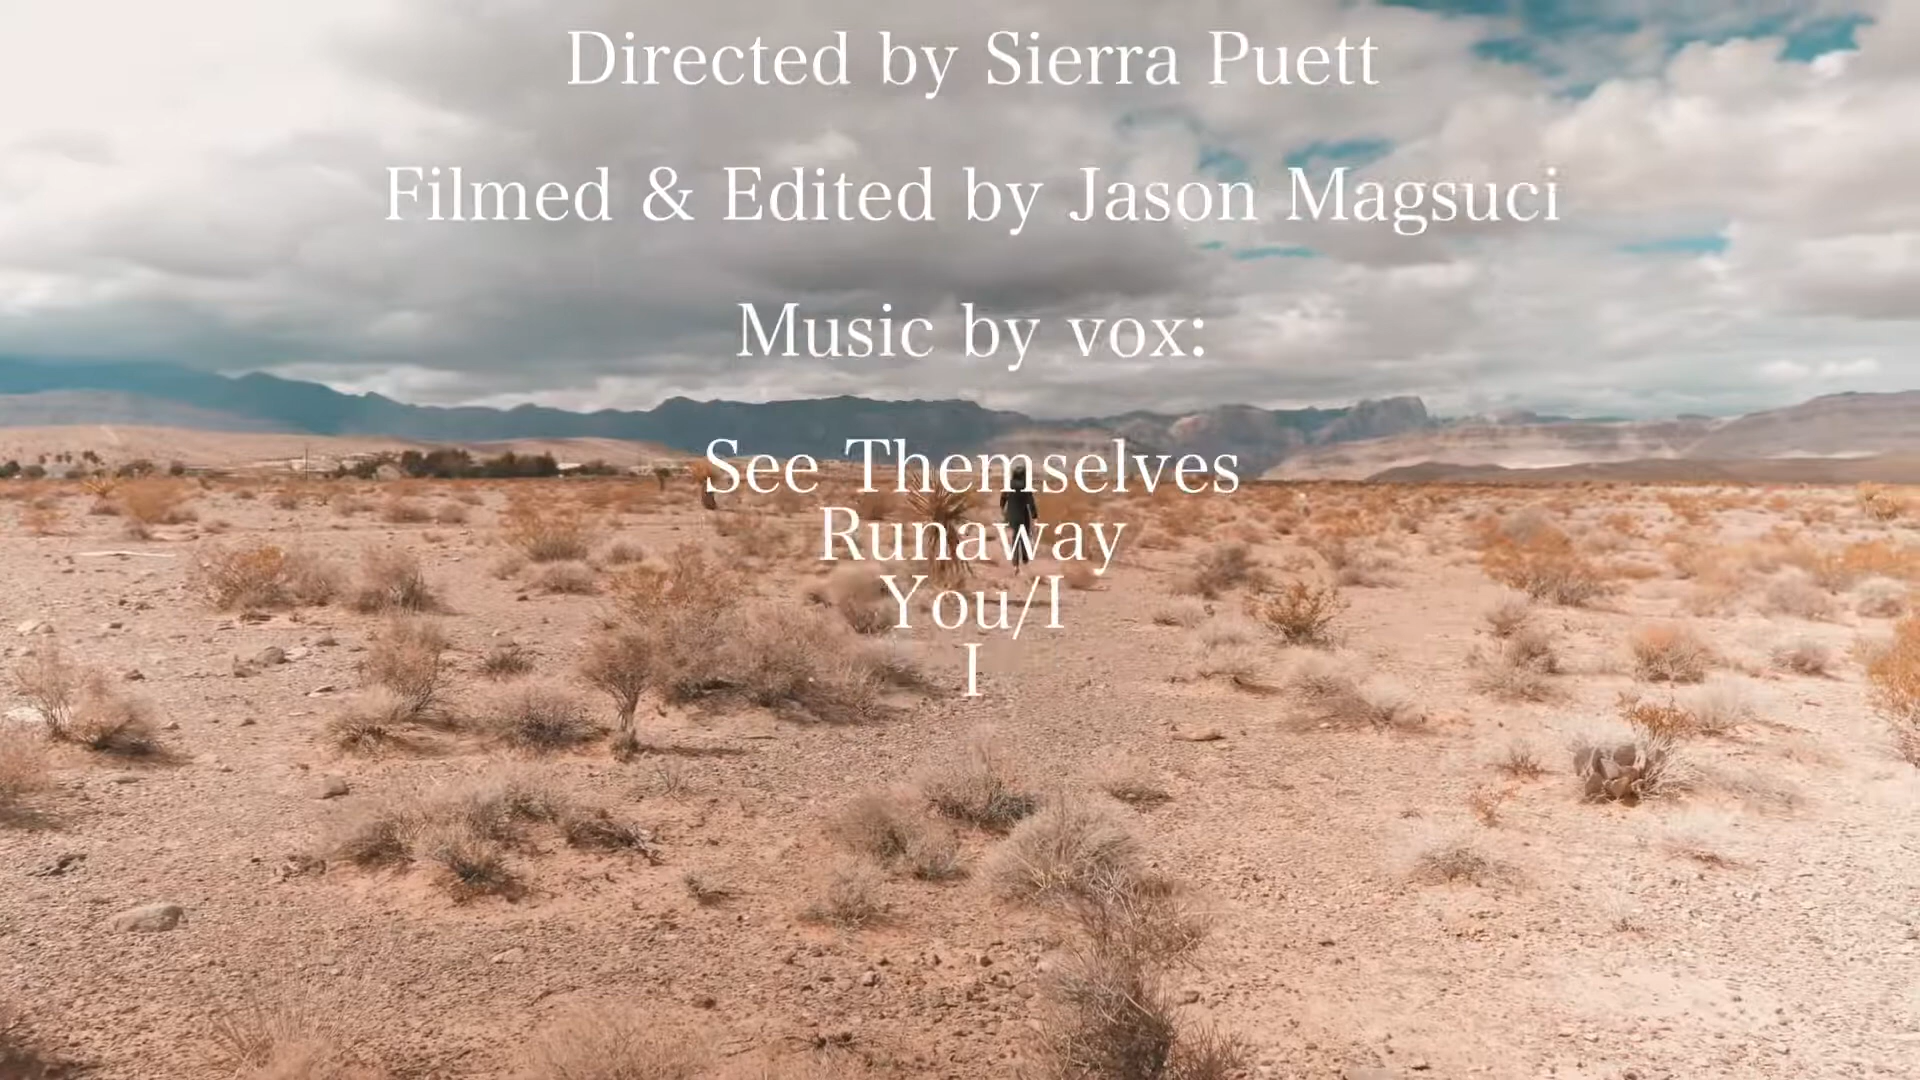 Directed by Sierra Puett
Filmed & Edited by Jason Magsuci
Music by vox:
See Themselves
Runaway
You/I
I